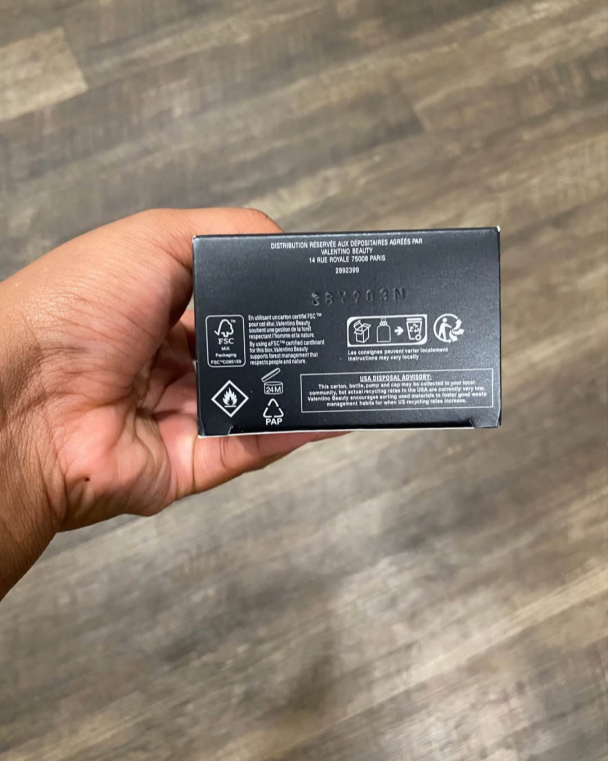 DISTRIBUTION RÉSERVÉE AUX DÉPOSITAIRES AGRÉÉS PAR
VALENTINO BEAUTY
14 RUE ROYALE 75008 PARIS
2892399
38Y903N
FSC™
MIX
Packaging
En utilisant un carton certifié FSC™
pour cet étui, Valentino Beauty
soutient une gestion de la forêt
respectant l'homme et la nature.
By using a FSC™ certified cardboard
for this box, Valentino Beauty
supports forest management that
respects people and nature.
Les consignes peuvent varier localement
Instructions may vary locally
24M
PAP
USA DISPOSAL ADVISORY:
This carton, bottle, pump and cap may be collected in your local
community, but actual recycling rates in the USA are currently very low.
Valentino Beauty encourages sorting used materials to foster good waste
management habits for when US recycling rates increase.